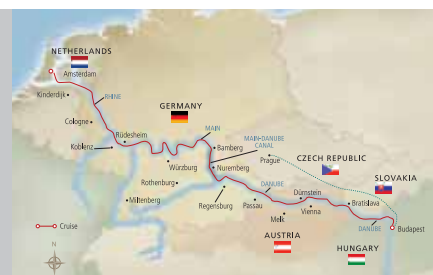 NETHERLANDS
Amsterdam
Kinderdijk
RHINE
GERMANY
Cologne
Koblenz
Rüdesheim
MAIN
MAIN-DANUBE
CANAL
Bamberg
Prague
CZECH REPUBLIC
Würzburg
Nuremberg
Rothenburg
SLOVAKIA
Miltenberg
Regensburg
DANUBE
Passau
Dürnstein
Melk
Vienna
Bratislava
Cruise
AUSTRIA
DANUBE
Budapest
HUNGARY
N